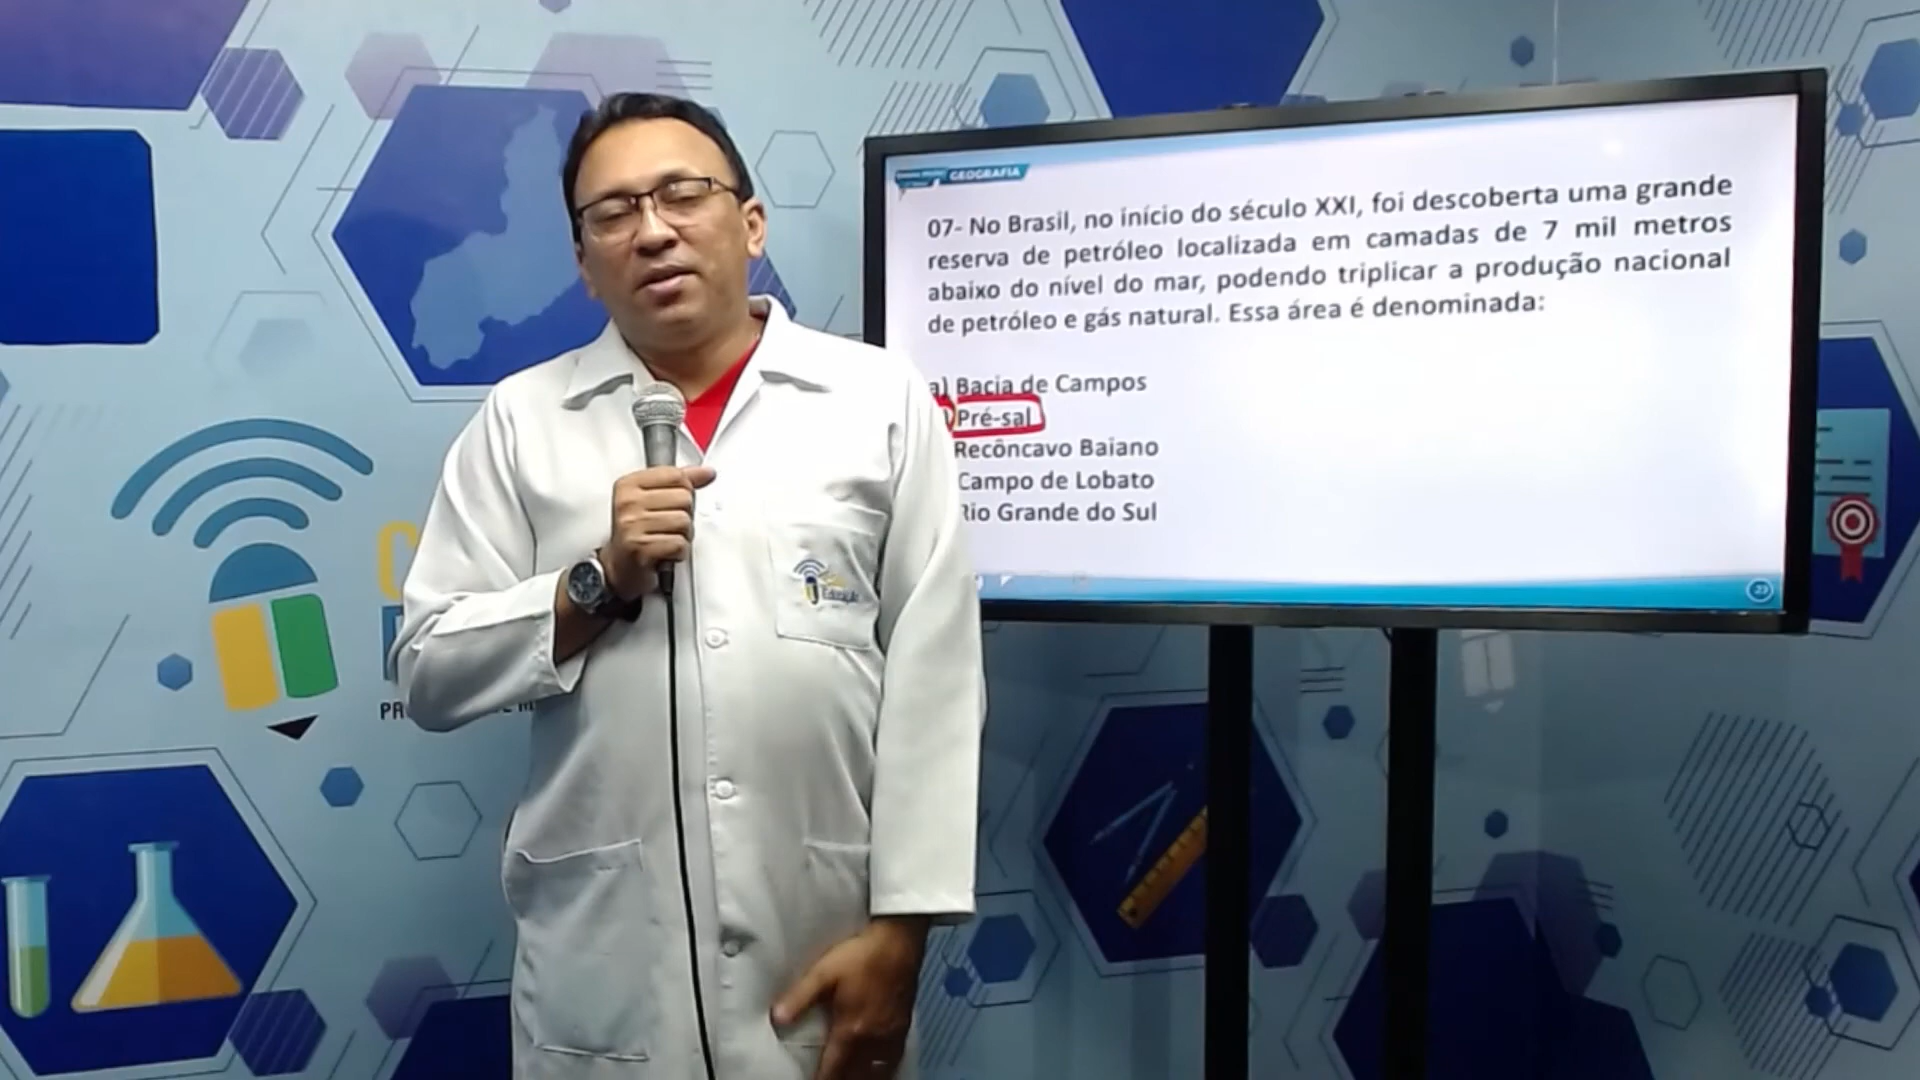 GEOGRAFIA
07- No Brasil, no início do século XXI, foi descoberta uma grande
reserva de petróleo localizada em camadas de 7 mil metros
abaixo do nível do mar, podendo triplicar a produção nacional
de petróleo e gás natural. Essa área é denominada:
a) Bacia de Campos
) Pré-sal
Recôncavo Baiano
Campo de Lobato
Rio Grande do Sul
23
Educação